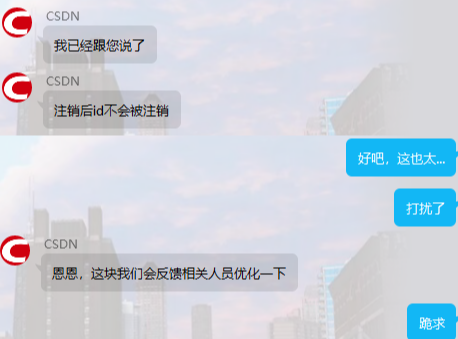 CSDN
我已经跟您说了
CSDN
注销后id不会被注销
好吧，这也太...
打扰了
CSDN
恩恩，这块我们会反馈相关人员优化一下
跪求